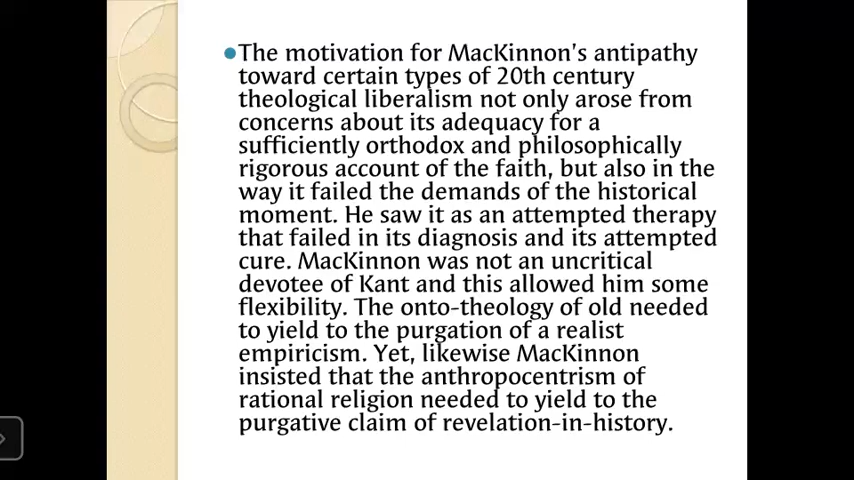 The motivation for MacKinnon's antipathy
toward certain types of 20th century
theological liberalism not only arose from
concerns about its adequacy for a
sufficiently orthodox and philosophically
rigorous account of the faith, but also in the
way it failed the demands of the historical
moment. He saw it as an attempted therapy
that failed in its diagnosis and its attempted
cure. MacKinnon was not an uncritical
devotee of Kant and this allowed him some
flexibility. The onto-theology of old needed
to yield to the purgation of a realist
empiricism. Yet, likewise MacKinnon
insisted that the anthropocentrism of
rational religion needed to yield to the
purgative claim of revelation-in-history.